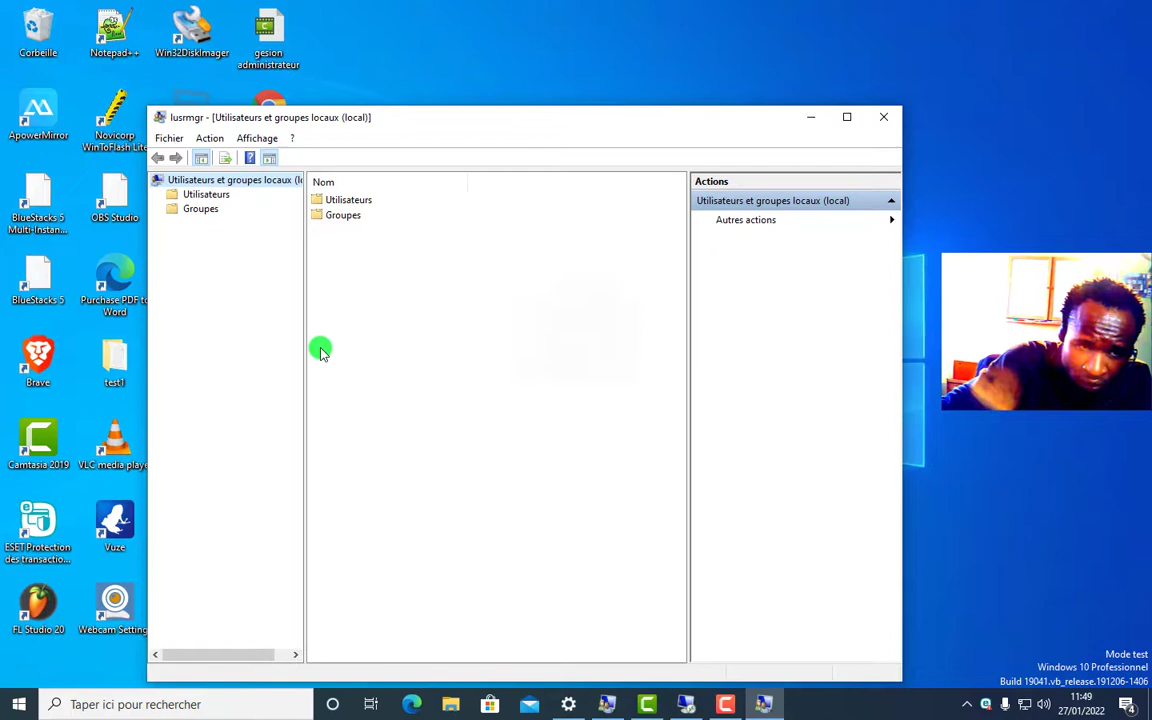 Corbeille
Notepad++
Win32DiskImager
gesion
administrateur
ApowerMirror
Novicorp
WinToFlash Lite
BlueStacks 5
Multi-Instan...
OBS Studio
BlueStacks 5
Purchase PDF to
Word
Brave
test1
Camtasia 2019
VLC media playe
ESET Protection
des transactio...
Vuze
FL Studio 20
Webcam Setting
lusrmgr - [Utilisateurs et groupes locaux (local)]
Fichier Action Affichage ?
Utilisateurs et groupes locaux (lo
Utilisateurs
Groupes
Nom
Utilisateurs
Groupes
Actions
Utilisateurs et groupes locaux (local)
Autres actions
Mode test
Windows 10 Professionnel
Build 19041.vb_release.191206-1406
Taper ici pour rechercher
11:49
27/01/2022
4